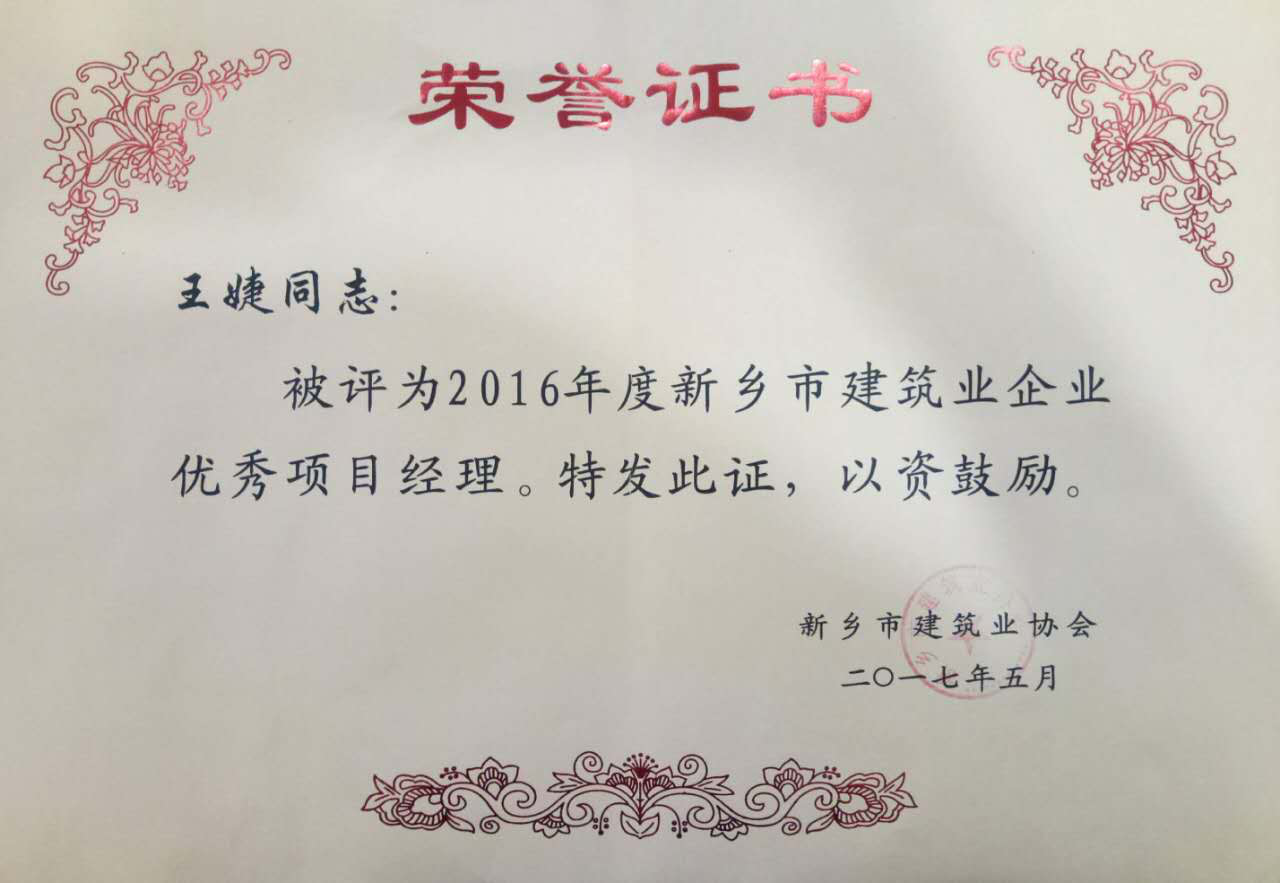 荣誉证书
王婕同志：
被评为2016年度新乡市建筑业企业
优秀项目经理。特发此证，以资鼓励。
新乡市建筑业协会
二〇一七年五月